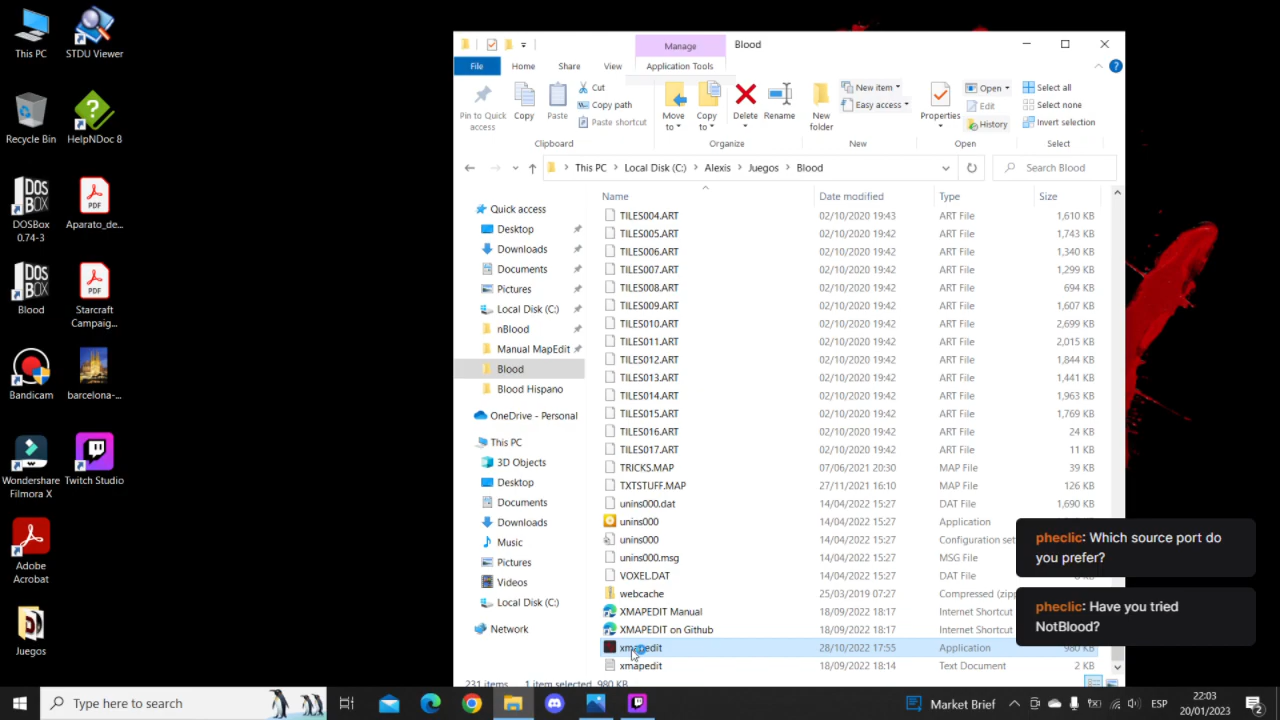 This PC
STDU Viewer
Recycle Bin
HelpNDoc 8
DOSBox
0.74-3
Aparato_de...
Blood
Starcraft
Campaig...
Bandicam
barcelona-...
Wondershare
Filmora X
Twitch Studio
Adobe
Acrobat
Juegos
Manage
Blood
File
Home
Share
View
Application Tools
Pin to Quick
access
Copy
Paste
Cut
Copy path
Paste shortcut
Clipboard
Move
to
Copy
to
Delete
Rename
Organize
New
folder
New item
Easy access
New
Properties
Open
Edit
History
Open
Select all
Select none
Invert selection
Select
This PC > Local Disk (C:) > Alexis > Juegos > Blood
Search Blood
Quick access
Desktop
Downloads
Documents
Pictures
Local Disk (C:)
nBlood
Manual MapEdit
Blood
Blood Hispano
OneDrive - Personal
This PC
3D Objects
Desktop
Documents
Downloads
Music
Pictures
Videos
Local Disk (C:)
Network
Name Date modified Type Size
TILES004.ART 02/10/2020 19:43 ART File 1,610 KB
TILES005.ART 02/10/2020 19:42 ART File 1,743 KB
TILES006.ART 02/10/2020 19:42 ART File 1,340 KB
TILES007.ART 02/10/2020 19:42 ART File 1,299 KB
TILES008.ART 02/10/2020 19:42 ART File 694 KB
TILES009.ART 02/10/2020 19:42 ART File 1,607 KB
TILES010.ART 02/10/2020 19:42 ART File 2,699 KB
TILES011.ART 02/10/2020 19:42 ART File 2,015 KB
TILES012.ART 02/10/2020 19:42 ART File 1,844 KB
TILES013.ART 02/10/2020 19:42 ART File 1,441 KB
TILES014.ART 02/10/2020 19:42 ART File 1,963 KB
TILES015.ART 02/10/2020 19:42 ART File 1,769 KB
TILES016.ART 02/10/2020 19:42 ART File 24 KB
TILES017.ART 02/10/2020 19:42 ART File 11 KB
TRICKS.MAP 07/06/2021 20:30 MAP File 39 KB
TXTSTUFF.MAP 27/11/2021 16:10 MAP File 126 KB
unins000.dat 14/04/2022 15:27 DAT File 1,690 KB
unins000 14/04/2022 15:27 Application
unins000 14/04/2022 15:27 Configuration set
unins000.msg 14/04/2022 15:27 MSG File
VOXEL.DAT 14/04/2022 15:27 DAT File
webcache 25/03/2019 07:27 Compressed (zipp
XMAPEDIT Manual 18/09/2022 18:17 Internet Shortcut
XMAPEDIT on Github 18/09/2022 18:17 Internet Shortcut
xmapedit 28/10/2022 17:55 Application 980 KB
xmapedit 18/09/2022 18:14 Text Document 2 KB
231 items 1 item selected 980 KB
pheclic: Which source port do
you prefer?
pheclic: Have you tried
NotBlood?
Type here to search
Market Brief
ESP
22:03
20/01/2023
2